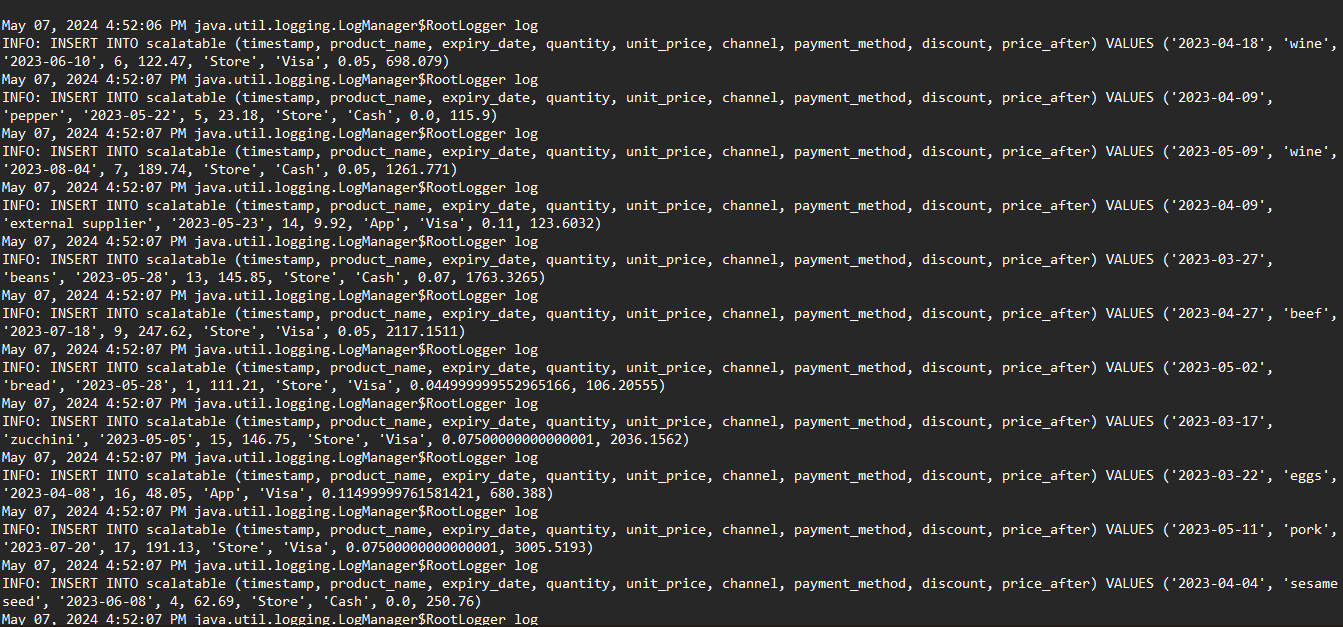 May 07, 2024 4:52:06 PM java.util.logging.LogManager$RootLogger log
INFO: INSERT INTO scalatable (timestamp, product_name, expiry_date, quantity, unit_price, channel, payment_method, discount, price_after) VALUES ('2023-04-18', 'wine',
'2023-06-10', 6, 122.47, 'Store', 'Visa', 0.05, 698.079)
May 07, 2024 4:52:07 PM java.util.logging.LogManager$RootLogger log
INFO: INSERT INTO scalatable (timestamp, product_name, expiry_date, quantity, unit_price, channel, payment_method, discount, price_after) VALUES ('2023-04-09',
'pepper', '2023-05-22', 5, 23.18, 'Store', 'Cash', 0.0, 115.9)
May 07, 2024 4:52:07 PM java.util.logging.LogManager$RootLogger log
INFO: INSERT INTO scalatable (timestamp, product_name, expiry_date, quantity, unit_price, channel, payment_method, discount, price_after) VALUES ('2023-05-09', 'wine',
'2023-08-04', 7, 189.74, 'Store', 'Cash', 0.05, 1261.771)
May 07, 2024 4:52:07 PM java.util.logging.LogManager$RootLogger log
INFO: INSERT INTO scalatable (timestamp, product_name, expiry_date, quantity, unit_price, channel, payment_method, discount, price_after) VALUES ('2023-04-09',
'external supplier', '2023-05-23', 14, 9.92, 'App', 'Visa', 0.11, 123.6032)
May 07, 2024 4:52:07 PM java.util.logging.LogManager$RootLogger log
INFO: INSERT INTO scalatable (timestamp, product_name, expiry_date, quantity, unit_price, channel, payment_method, discount, price_after) VALUES ('2023-03-27',
'beans', '2023-05-28', 13, 145.85, 'Store', 'Cash', 0.07, 1763.3265)
May 07, 2024 4:52:07 PM java.util.logging.LogManager$RootLogger log
INFO: INSERT INTO scalatable (timestamp, product_name, expiry_date, quantity, unit_price, channel, payment_method, discount, price_after) VALUES ('2023-04-27', 'beef',
'2023-07-18', 9, 247.62, 'Store', 'Visa', 0.05, 2117.1511)
May 07, 2024 4:52:07 PM java.util.logging.LogManager$RootLogger log
INFO: INSERT INTO scalatable (timestamp, product_name, expiry_date, quantity, unit_price, channel, payment_method, discount, price_after) VALUES ('2023-05-02',
'bread', '2023-05-28', 1, 111.21, 'Store', 'Visa', 0.044999999552965166, 106.20555)
May 07, 2024 4:52:07 PM java.util.logging.LogManager$RootLogger log
INFO: INSERT INTO scalatable (timestamp, product_name, expiry_date, quantity, unit_price, channel, payment_method, discount, price_after) VALUES ('2023-03-17',
'zucchini', '2023-05-05', 15, 146.75, 'Store', 'Visa', 0.07500000000000001, 2036.1562)
May 07, 2024 4:52:07 PM java.util.logging.LogManager$RootLogger log
INFO: INSERT INTO scalatable (timestamp, product_name, expiry_date, quantity, unit_price, channel, payment_method, discount, price_after) VALUES ('2023-03-22', 'eggs',
'2023-04-08', 16, 48.05, 'App', 'Visa', 0.11499999761581421, 680.388)
May 07, 2024 4:52:07 PM java.util.logging.LogManager$RootLogger log
INFO: INSERT INTO scalatable (timestamp, product_name, expiry_date, quantity, unit_price, channel, payment_method, discount, price_after) VALUES ('2023-05-11', 'pork',
'2023-07-20', 17, 191.13, 'Store', 'Visa', 0.07500000000000001, 3005.5193)
May 07, 2024 4:52:07 PM java.util.logging.LogManager$RootLogger log
INFO: INSERT INTO scalatable (timestamp, product_name, expiry_date, quantity, unit_price, channel, payment_method, discount, price_after) VALUES ('2023-04-04', 'sesame
seed', '2023-06-08', 4, 62.69, 'Store', 'Cash', 0.0, 250.76)
May 07, 2024 4:52:07 PM java.util.logging.LogManager$RootLogger log